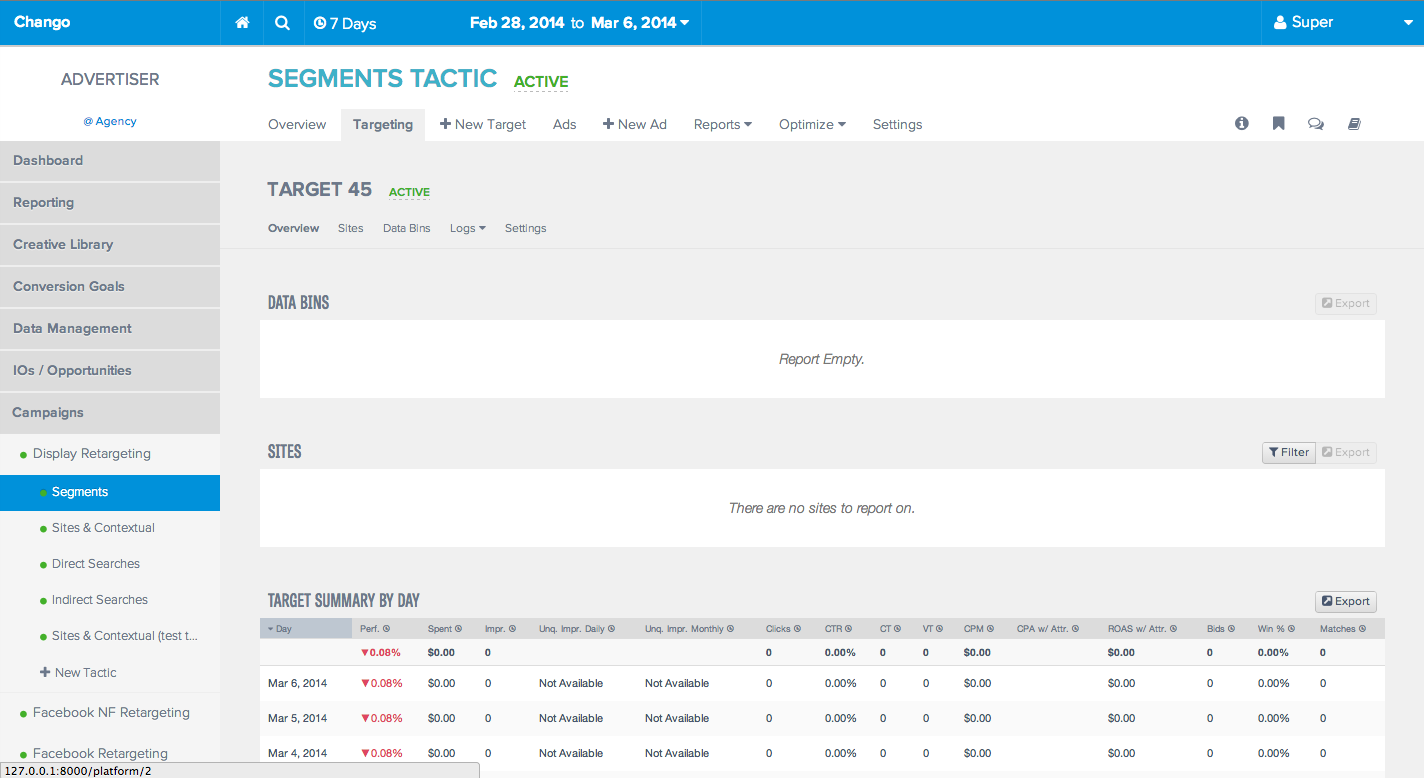 Chango 7 Days Feb 28, 2014 to Mar 6, 2014 Super
ADVERTISER
@ Agency
SEGMENTS TACTIC ACTIVE
Overview Targeting New Target Ads New Ad Reports Optimize Settings
Dashboard
Reporting
Creative Library
Conversion Goals
Data Management
IOs / Opportunities
Campaigns
Display Retargeting
Segments
Sites & Contextual
Direct Searches
Indirect Searches
Sites & Contextual (test t...
New Tactic
Facebook NF Retargeting
Facebook Retargeting
127.0.0.1:8000/platform/2
TARGET 45 ACTIVE
Overview Sites Data Bins Logs Settings
DATA BINS Export
Report Empty.
SITES Filter Export
There are no sites to report on.
TARGET SUMMARY BY DAY Export
Day Perf. Spent Impr. Unq. Impr. Daily Unq. Impr. Monthly Clicks CTR CT VT CPM CPA w/ Attr. ROAS w/ Attr. Bids Win % Matches
▼0.08% $0.00 0 0 0.00% 0 0 $0.00 $0.00 0 0.00% 0
Mar 6, 2014 ▼0.08% $0.00 0 Not Available Not Available 0 0.00% 0 0 $0.00 $0.00 0 0.00% 0
Mar 5, 2014 ▼0.08% $0.00 0 Not Available Not Available 0 0.00% 0 0 $0.00 $0.00 0 0.00% 0
Mar 4, 2014 ▼0.08% $0.00 0 Not Available Not Available 0 0.00% 0 0 $0.00 $0.00 0 0.00% 0